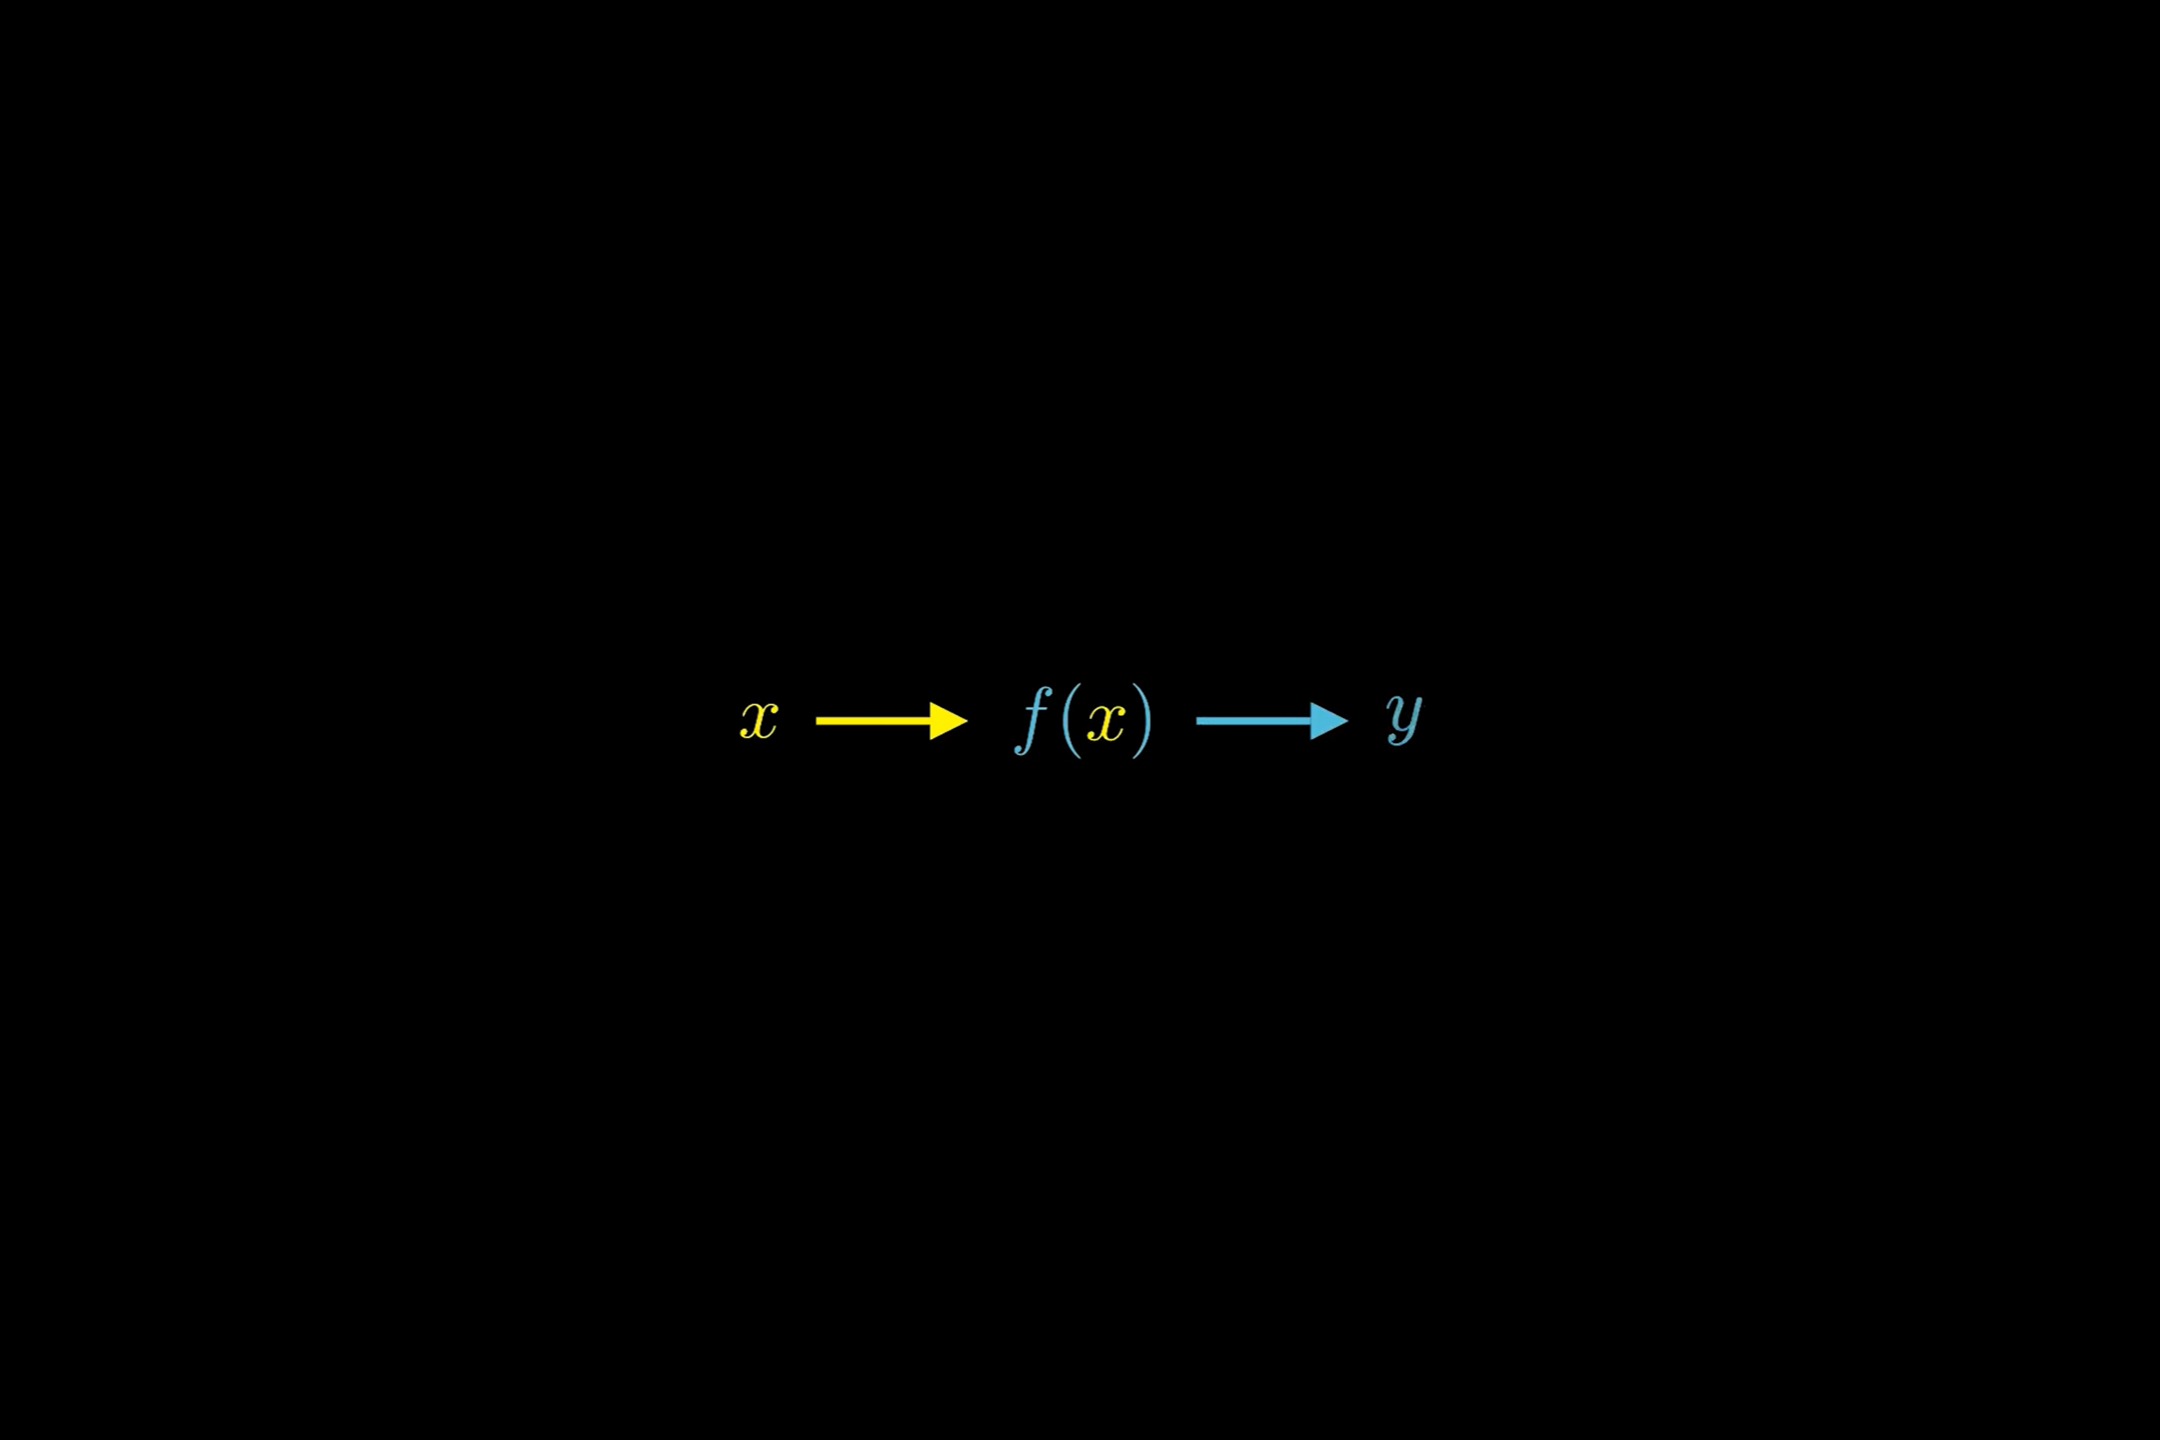 x → f(x) → y